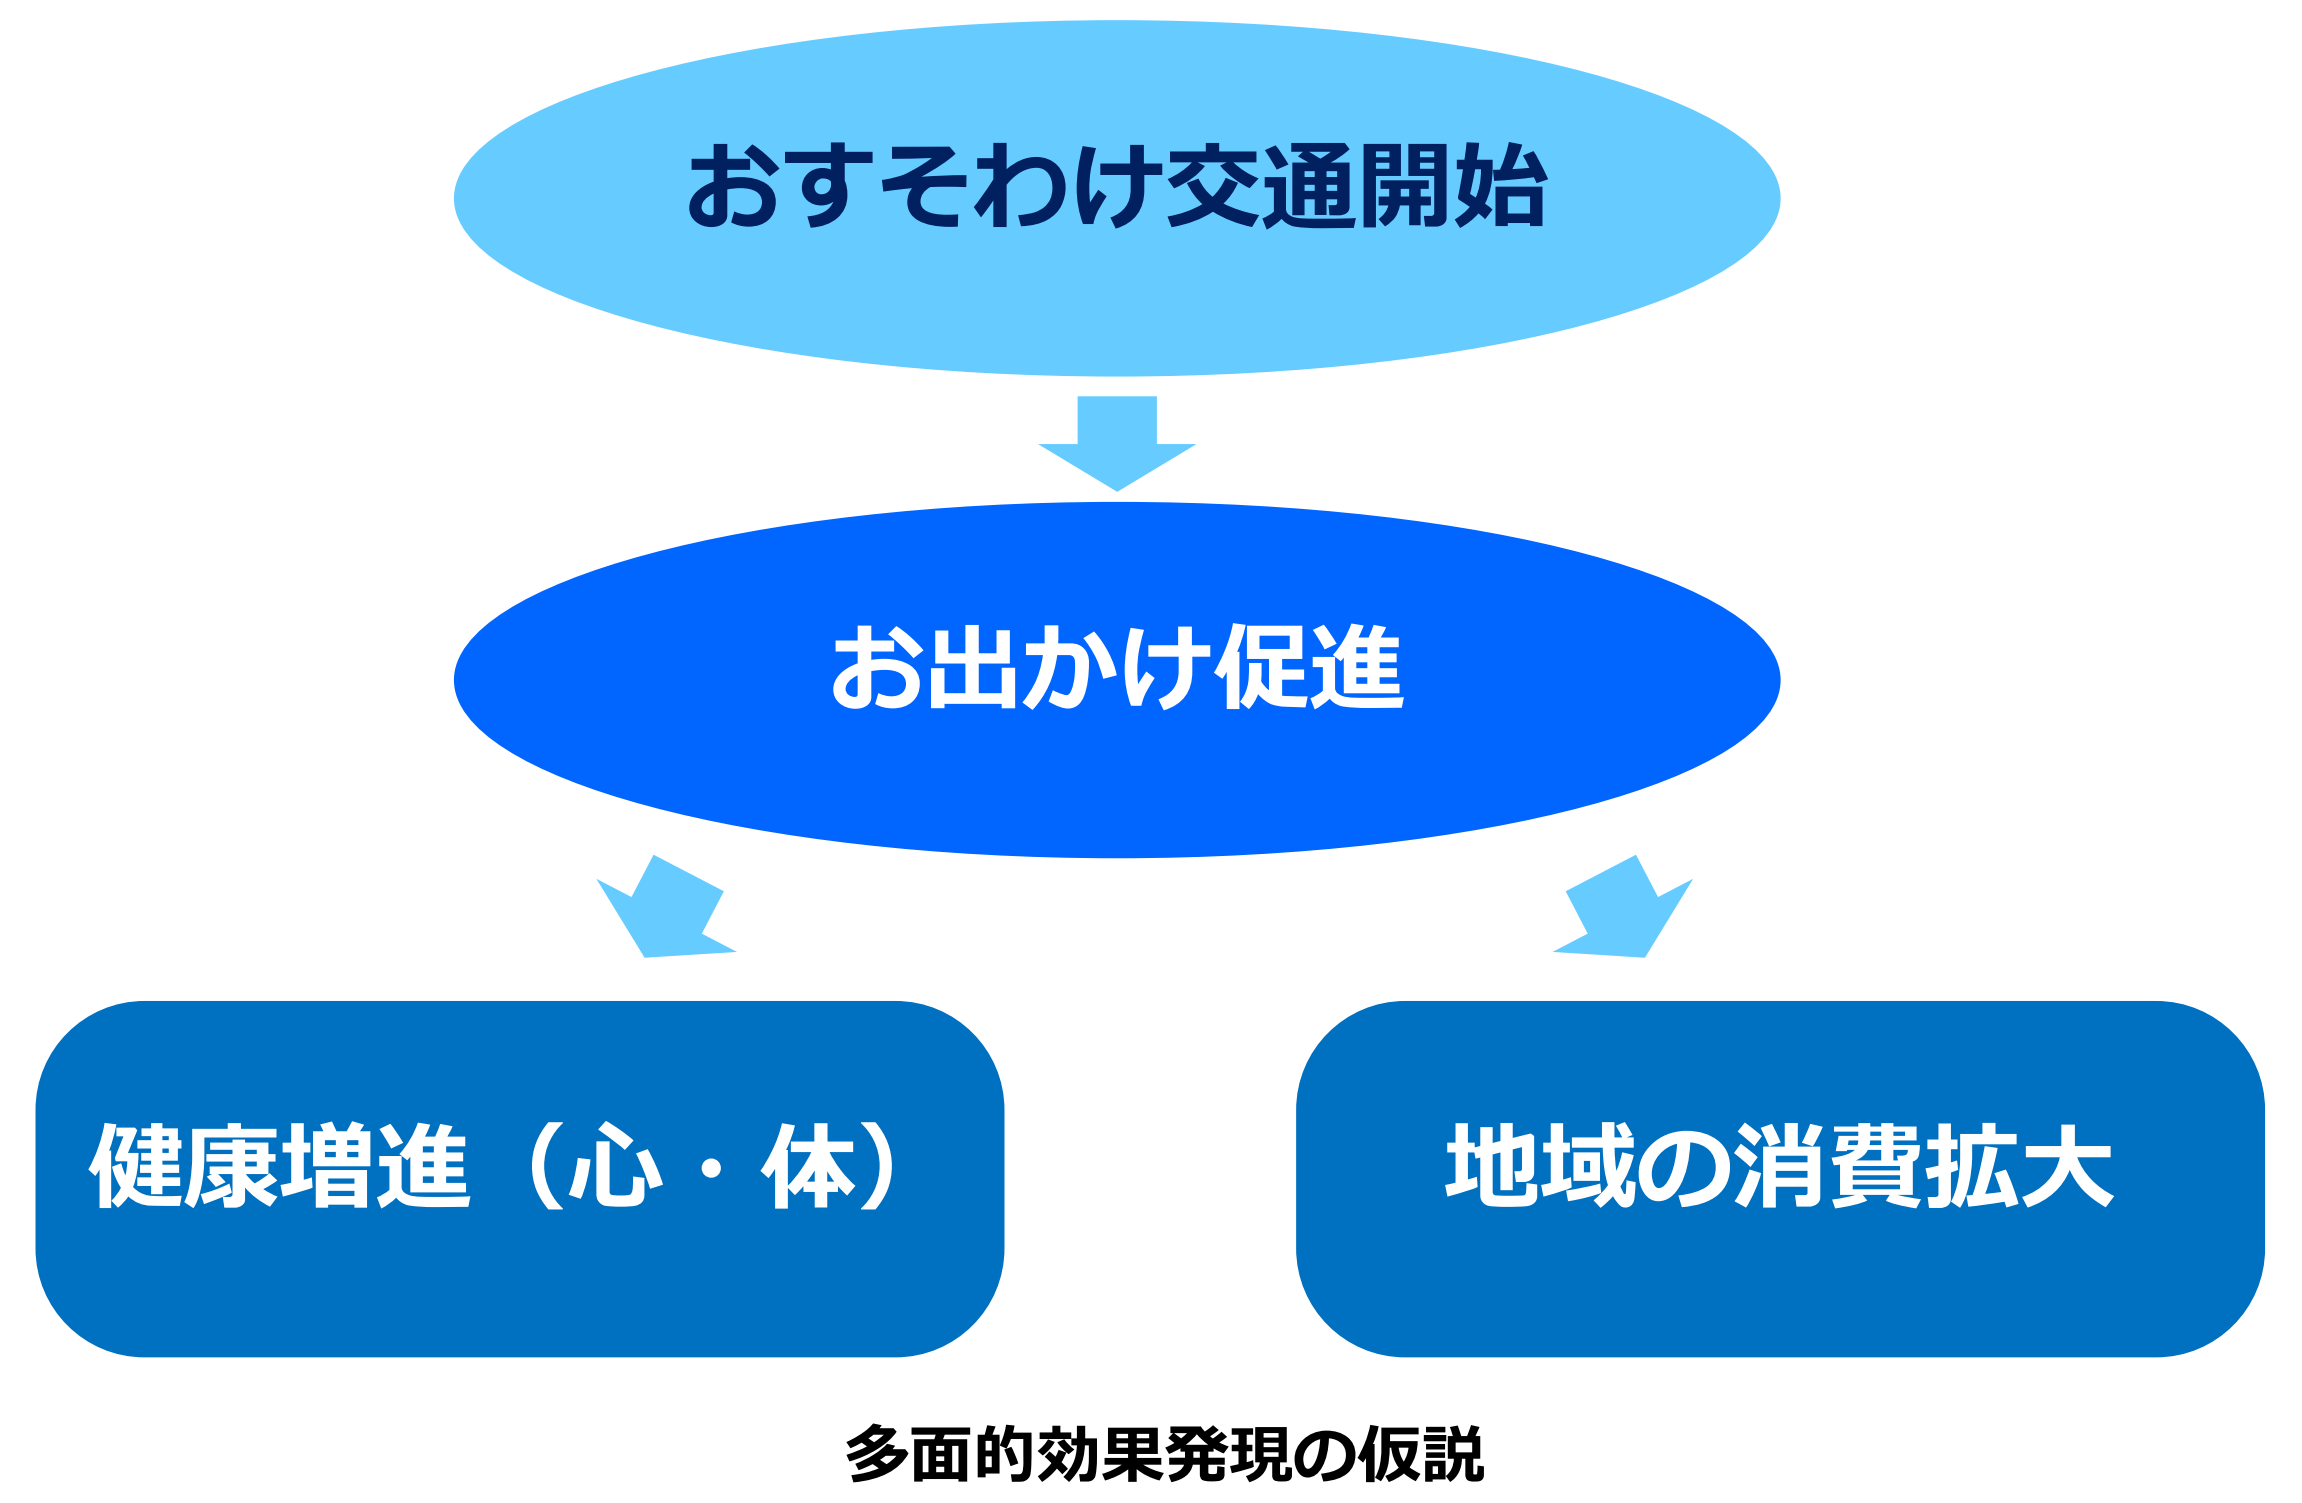 おすそわけ交通開始
お出かけ促進
健康増進（心・体）
地域の消費拡大
多面的効果発現の仮説